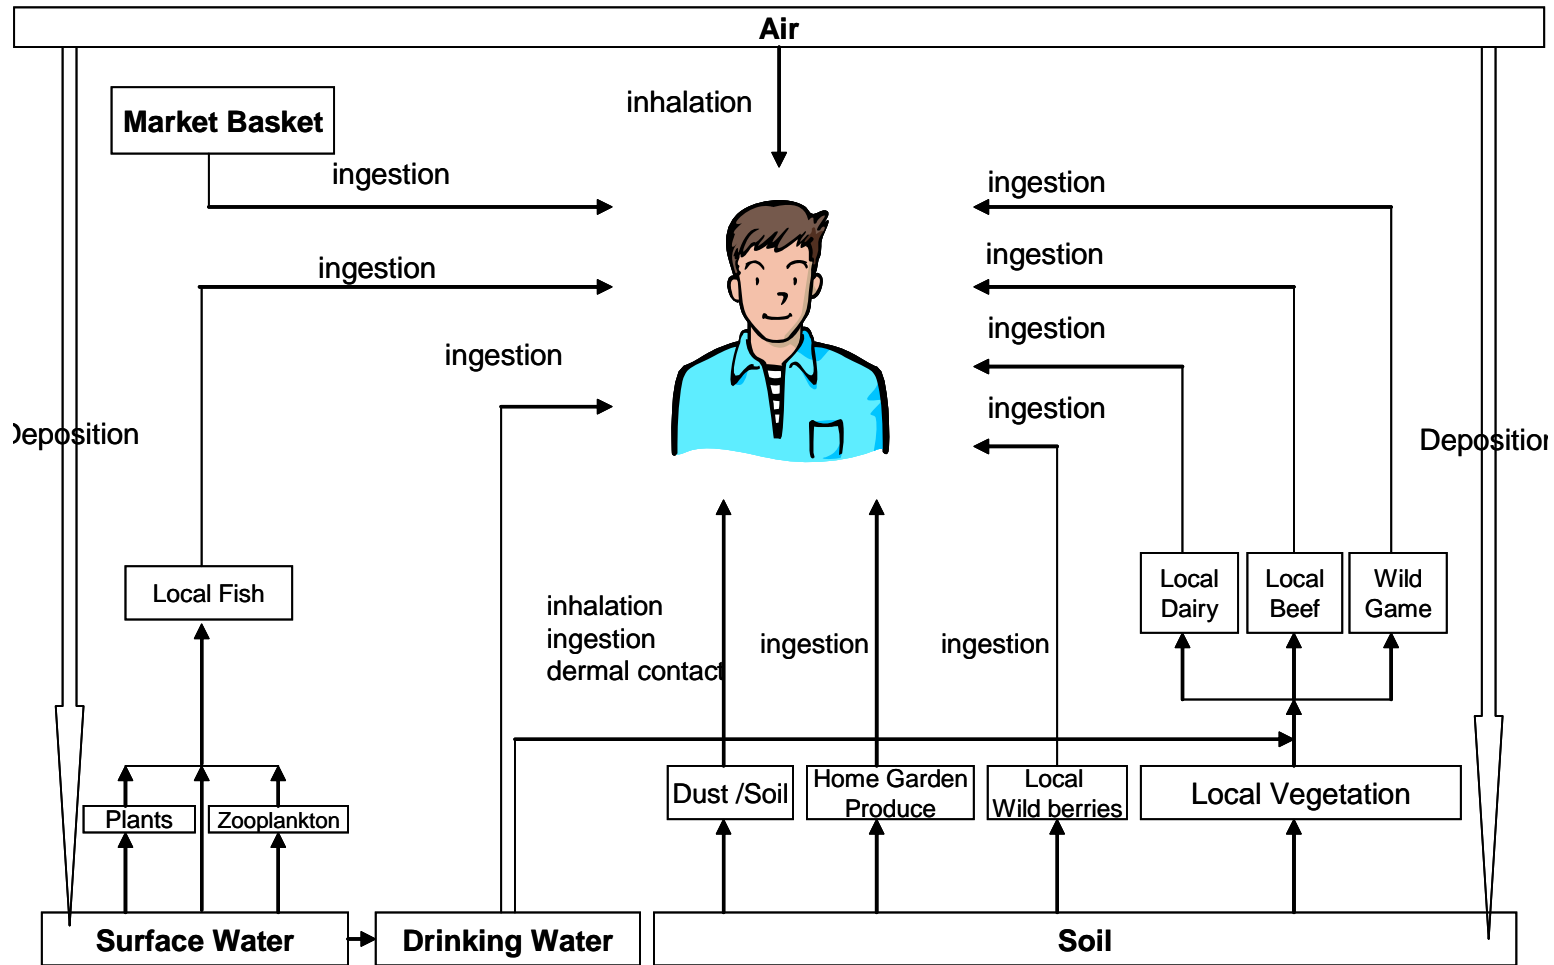 Air
inhalation
Market Basket
ingestion
ingestion
ingestion
ingestion
ingestion
ingestion
ingestion
ingestion
Deposition
Deposition
Local Fish
Local
Dairy
Local
Beef
Wild
Game
inhalation
ingestion
dermal contact
ingestion
ingestion
Plants
Zooplankton
Dust /Soil
Home Garden
Produce
Local
Wild berries
Local Vegetation
Surface Water
Drinking Water
Soil